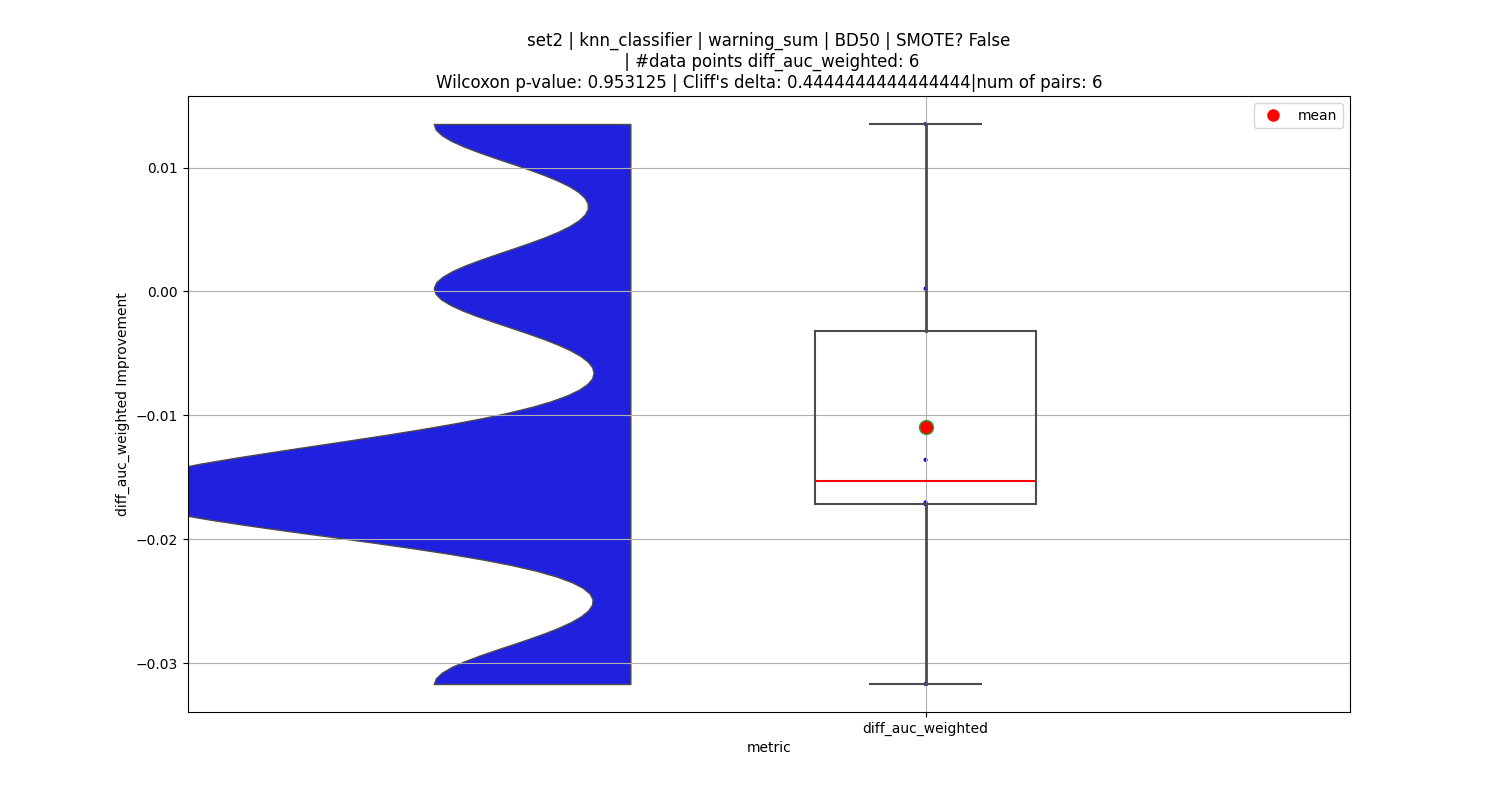 set2 | knn_classifier | warning_sum | BD50 | SMOTE? False
| #data points diff_auc_weighted: 6
Wilcoxon p-value: 0.953125 | Cliff's delta: 0.4444444444444444|num of pairs: 6
mean
0.01
0.00
−0.01
−0.02
−0.03
diff_auc_weighted Improvement
diff_auc_weighted
metric